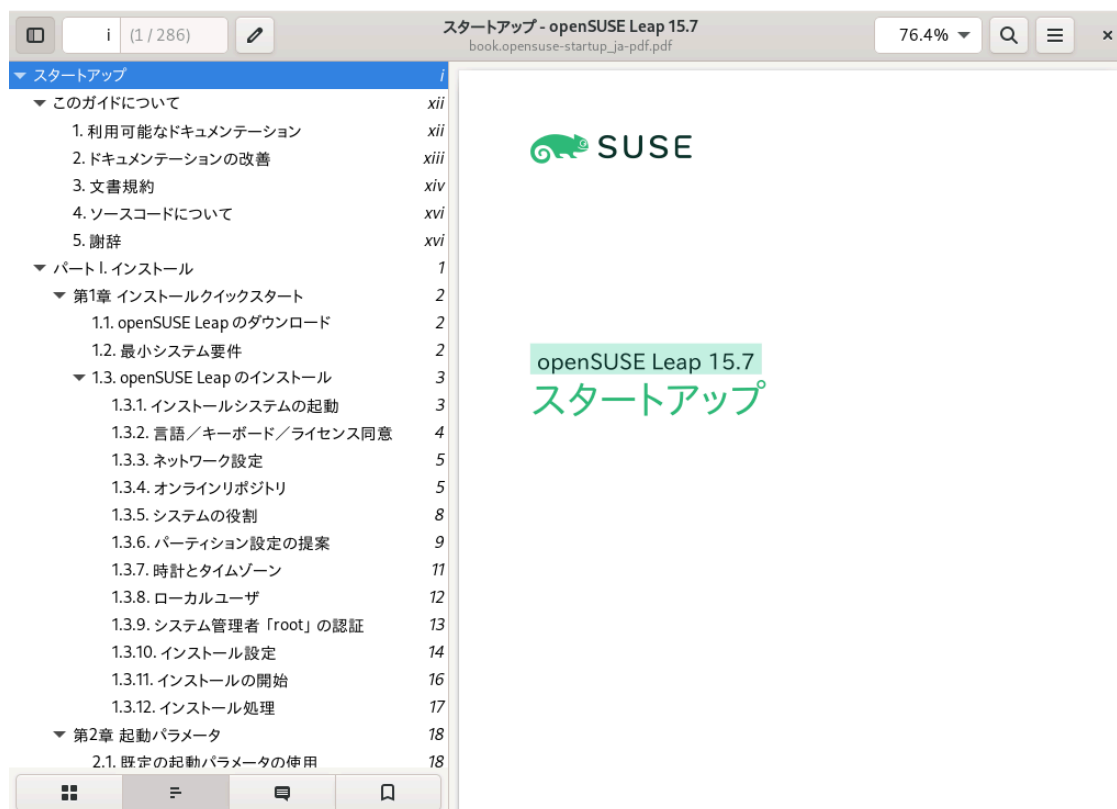 i (1 / 286)
スタートアップ - openSUSE Leap 15.7
book.opensuse-startup_ja-pdf.pdf
76.4%
スタートアップ i
このガイドについて xii
1. 利用可能なドキュメンテーション xii
2. ドキュメンテーションの改善 xiii
3. 文書規約 xiv
4. ソースコードについて xvi
5. 謝辞 xvi
パート I. インストール 1
第1章 インストールクイックスタート 2
1.1. openSUSE Leap のダウンロード 2
1.2. 最小システム要件 2
1.3. openSUSE Leap のインストール 3
1.3.1. インストールシステムの起動 3
1.3.2. 言語／キーボード／ライセンス同意 4
1.3.3. ネットワーク設定 5
1.3.4. オンラインリポジトリ 5
1.3.5. システムの役割 8
1.3.6. パーティション設定の提案 9
1.3.7. 時計とタイムゾーン 11
1.3.8. ローカルユーザ 12
1.3.9. システム管理者「root」の認証 13
1.3.10. インストール設定 14
1.3.11. インストールの開始 16
1.3.12. インストール処理 17
第2章 起動パラメータ 18
2.1. 既定の起動パラメータの使用 18
SUSE
openSUSE Leap 15.7
スタートアップ